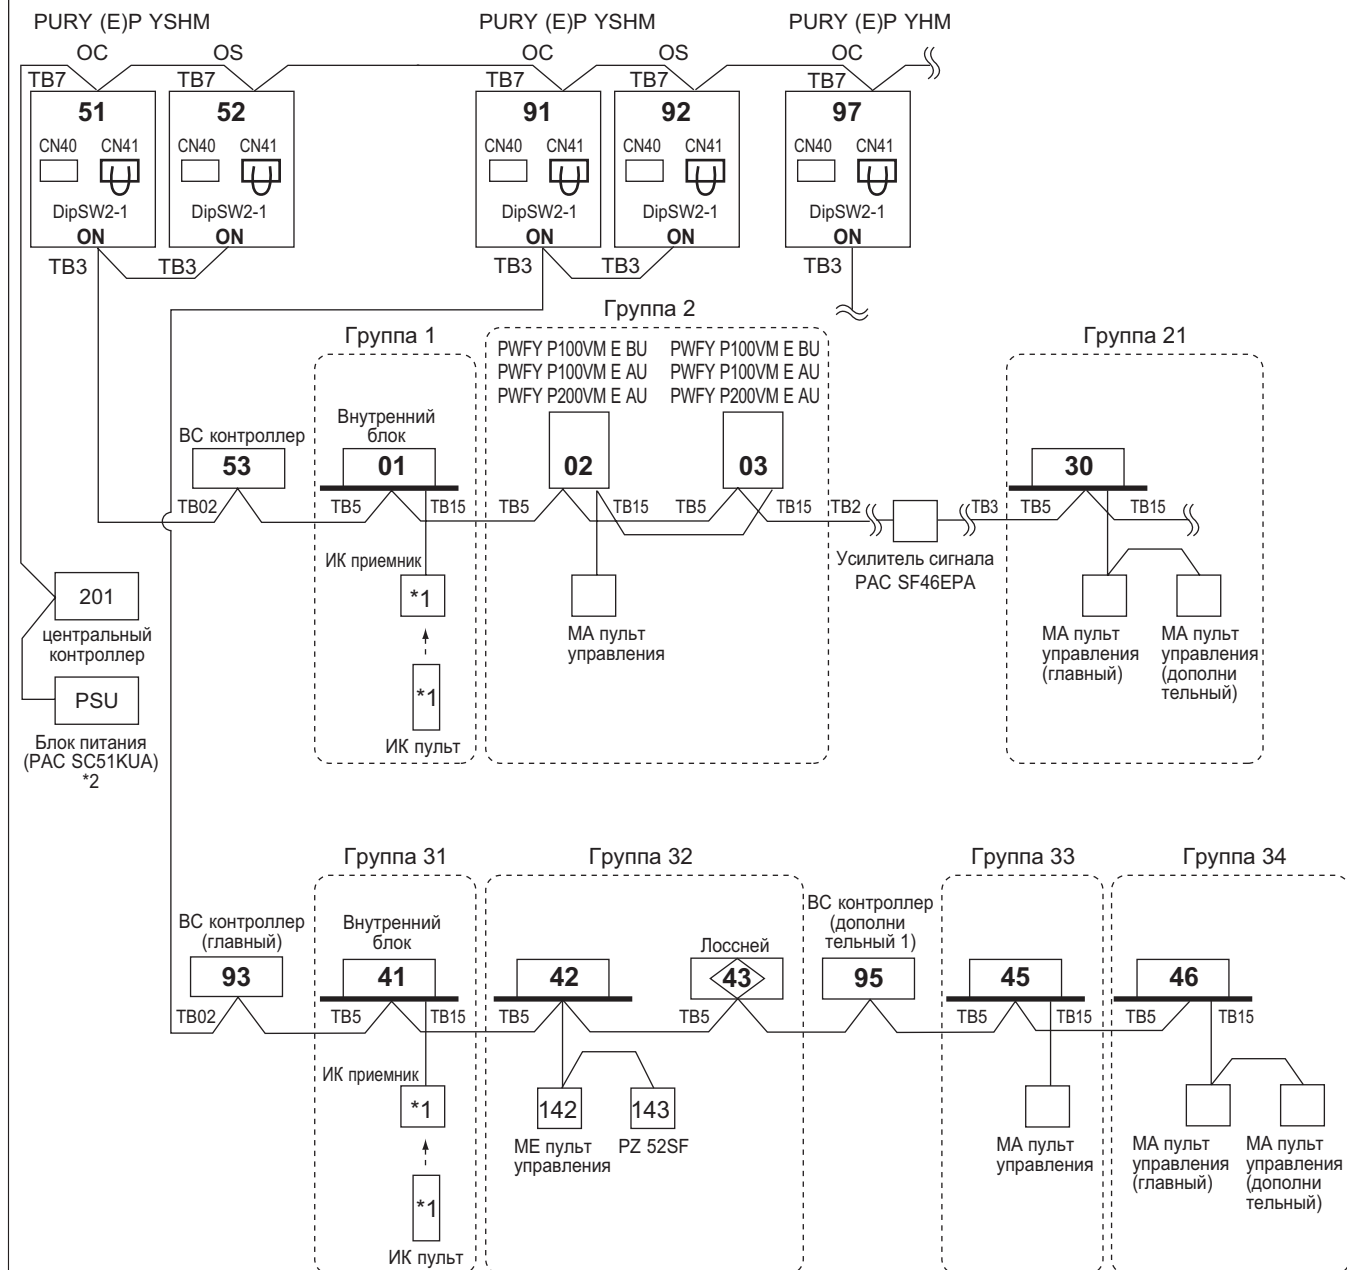 PURY (E)P YSHM PURY (E)P YSHM PURY (E)P YHM
OC OS OC OS OC
TB7 TB7 TB7 TB7 TB7
51 52 91 92 97
CN40 CN41 CN40 CN41 CN40 CN41 CN40 CN41 CN40 CN41
DipSW2-1 DipSW2-1 DipSW2-1 DipSW2-1 DipSW2-1
ON ON ON ON ON
TB3 TB3 TB3 TB3 TB3
Группа 1 Группа 2 Группа 21
PWFY P100VM E BU PWFY P100VM E BU
PWFY P100VM E AU PWFY P100VM E AU
PWFY P200VM E AU PWFY P200VM E AU
ВС контроллер
Внутренний
блок
53 01 02 03 30
TB02 TB5 TB15 TB5 TB15 TB5 TB15 TB2 TB3 TB5 TB15
Усилитель сигнала
PAC SF46EPA
ИК приемник
*1
*1
ИК пульт
МА пульт
управления
МА пульт
управления
(главный)
МА пульт
управления
(дополни
тельный)
201
центральный
контроллер
PSU
Блок питания
(PAC SC51KUA)
*2
Группа 31 Группа 32 Группа 33 Группа 34
ВС контроллер
(главный)
Внутренний
блок
Лоссней
ВС контроллер
(дополни
тельный 1)
93 41 42 43 95 45 46
TB02 TB5 TB15 TB5 TB5 TB5 TB15 TB5 TB15
ИК приемник
*1
*1
ИК пульт
142 143
МЕ пульт
управления
PZ 52SF
МА пульт
управления
МА пульт
управления
(главный)
МА пульт
управления
(дополни
тельный)